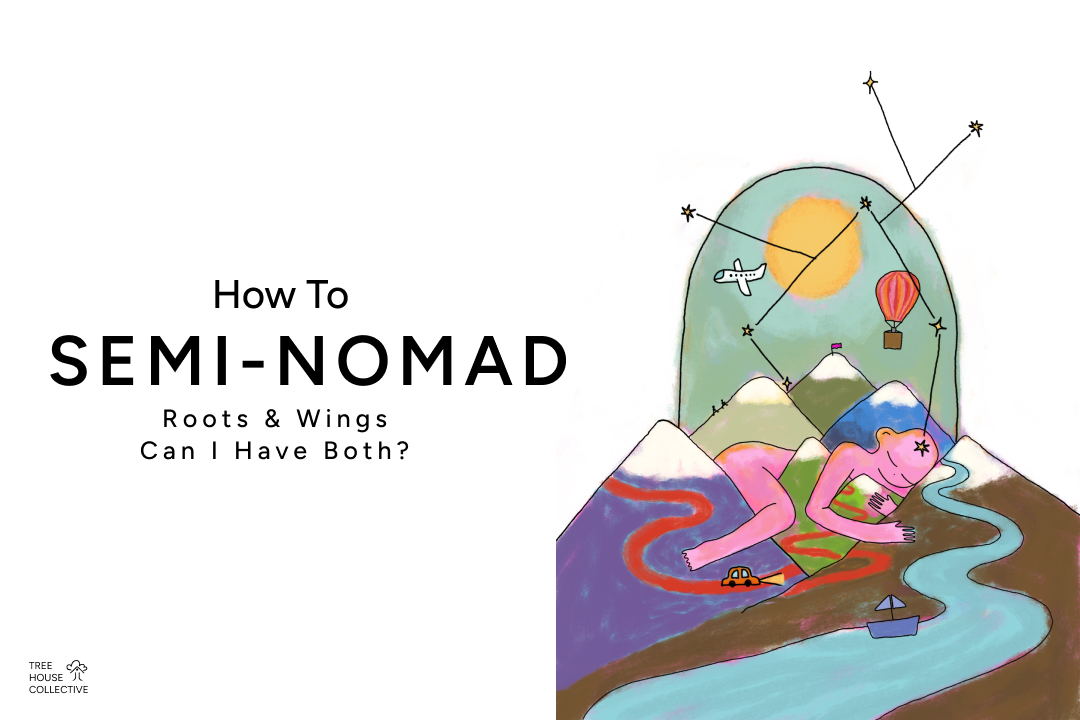 How To
SEMI-NOMAD
Roots & Wings
Can I Have Both?
TREE
HOUSE
COLLECTIVE